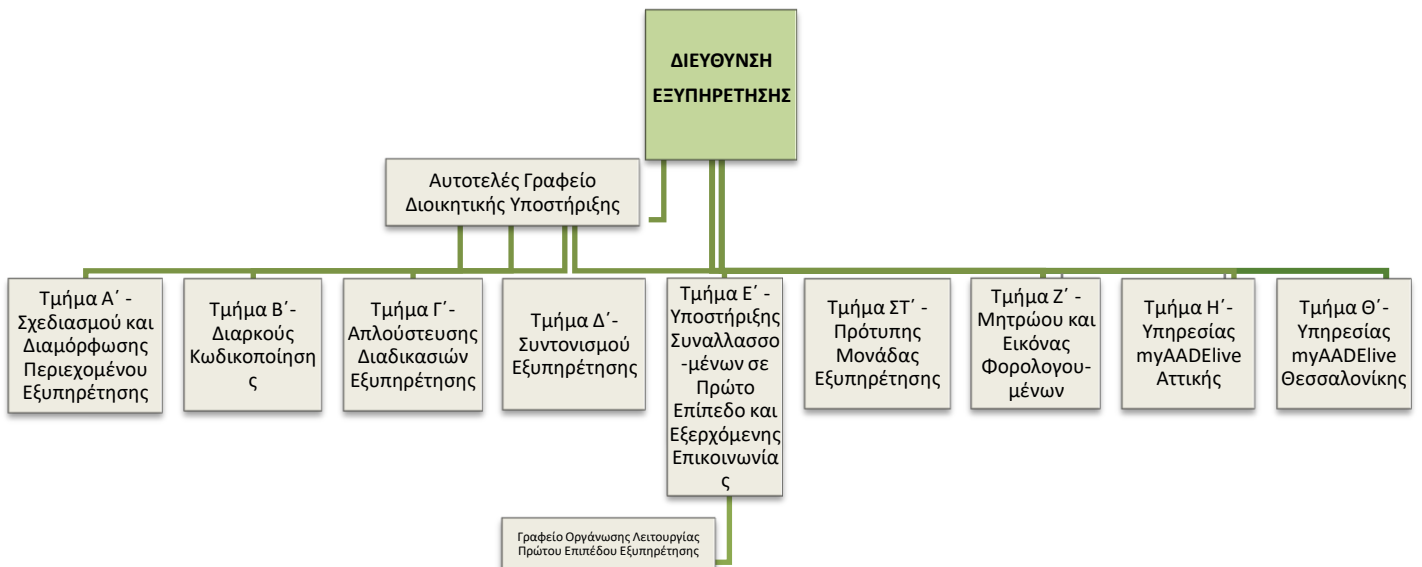 ΔΙΕΥΘΥΝΣΗ
ΕΞΥΠΗΡΕΤΗΣΗΣ
Αυτοτελές Γραφείο
Διοικητικής Υποστήριξης
Τμήμα Α΄ -
Σχεδιασμού και
Διαμόρφωσης
Περιεχομένου
Εξυπηρέτησης
Τμήμα Β΄-
Διαρκούς
Κωδικοποίηση
ς
Τμήμα Γ΄-
Απλούστευσης
Διαδικασιών
Εξυπηρέτησης
Τμήμα Δ΄-
Συντονισμού
Εξυπηρέτησης
Τμήμα Ε΄ -
Υποστήριξης
Συναλλασσο
-μένων σε
Πρώτο
Επίπεδο και
Εξερχόμενης
Επικοινωνία
ς
Τμήμα ΣΤ΄ -
Πρότυπης
Μονάδας
Εξυπηρέτησης
Τμήμα Ζ΄ -
Μητρώου και
Εικόνας
Φορολογου-
μένων
Τμήμα Η΄-
Υπηρεσίας
myAADElive
Αττικής
Τμήμα Θ΄-
Υπηρεσίας
myAADElive
Θεσσαλονίκης
Γραφείο Οργάνωσης Λειτουργίας
Πρώτου Επιπέδου Εξυπηρέτησης